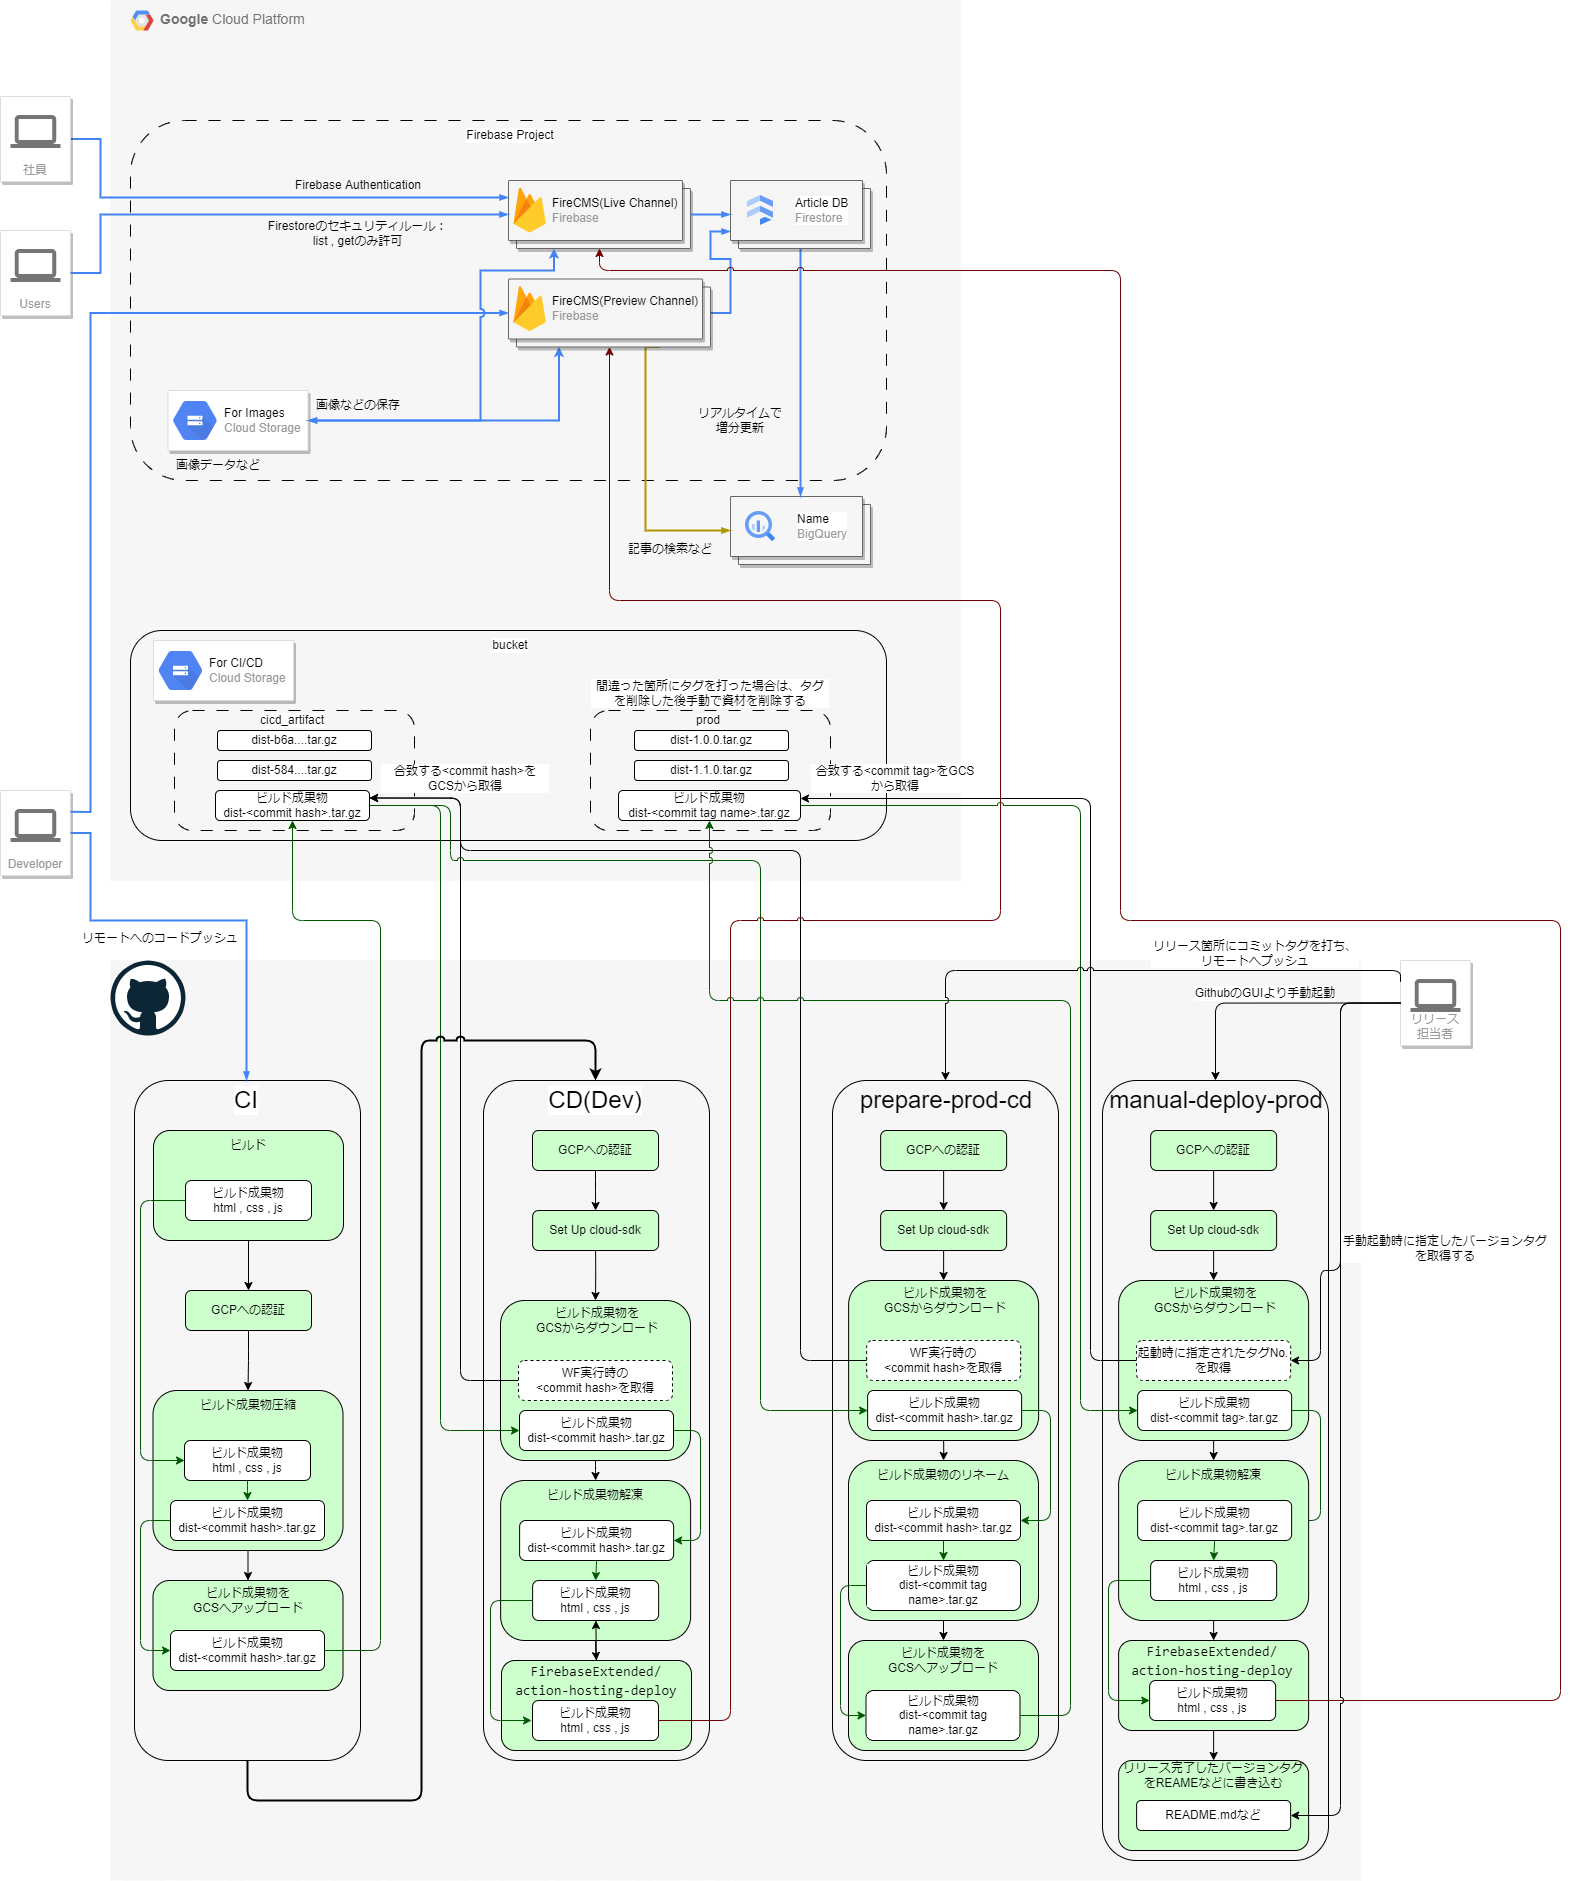 Google Cloud Platform
Firebase Project
社員
Firebase Authentication
FireCMS(Live Channel)
Firebase
Article DB
Firestore
Firestoreのセキュリティルール：
list , getのみ許可
Users
FireCMS(Preview Channel)
Firebase
For Images
Cloud Storage
画像などの保存
画像データなど
リアルタイムで
増分更新
Name
BigQuery
記事の検索など
bucket
For CI/CD
Cloud Storage
cicd_artifact
dist-b6a....tar.gz
dist-584....tar.gz
ビルド成果物
dist-<commit hash>.tar.gz
合致する<commit hash>を
GCSから取得
間違った箇所にタグを打った場合は、タグ
を削除した後手動で資材を削除する
prod
dist-1.0.0.tar.gz
dist-1.1.0.tar.gz
ビルド成果物
dist-<commit tag name>.tar.gz
合致する<commit tag>をGCS
から取得
Developer
リモートへのコードプッシュ
リリース箇所にコミットタグを打ち、
リモートへプッシュ
GithubのGUIより手動起動
リリース
担当者
CI
ビルド
ビルド成果物
html , css , js
GCPへの認証
ビルド成果物圧縮
ビルド成果物
html , css , js
ビルド成果物
dist-<commit hash>.tar.gz
ビルド成果物を
GCSへアップロード
ビルド成果物
dist-<commit hash>.tar.gz
CD(Dev)
GCPへの認証
Set Up cloud-sdk
ビルド成果物を
GCSからダウンロード
WF実行時の
<commit hash>を取得
ビルド成果物
dist-<commit hash>.tar.gz
ビルド成果物解凍
ビルド成果物
dist-<commit hash>.tar.gz
ビルド成果物
html , css , js
FirebaseExtended/
action-hosting-deploy
ビルド成果物
html , css , js
prepare-prod-cd
GCPへの認証
Set Up cloud-sdk
ビルド成果物を
GCSからダウンロード
WF実行時の
<commit hash>を取得
ビルド成果物
dist-<commit hash>.tar.gz
ビルド成果物のリネーム
ビルド成果物
dist-<commit hash>.tar.gz
ビルド成果物
dist-<commit tag
name>.tar.gz
ビルド成果物を
GCSへアップロード
ビルド成果物
dist-<commit tag
name>.tar.gz
manual-deploy-prod
GCPへの認証
Set Up cloud-sdk
手動起動時に指定したバージョンタグ
を取得する
ビルド成果物を
GCSからダウンロード
起動時に指定されたタグNo.
を取得
ビルド成果物
dist-<commit tag>.tar.gz
ビルド成果物解凍
ビルド成果物
dist-<commit tag>.tar.gz
ビルド成果物
html , css , js
FirebaseExtended/
action-hosting-deploy
ビルド成果物
html , css , js
リリース完了したバージョンタグ
をREAMEなどに書き込む
README.mdなど